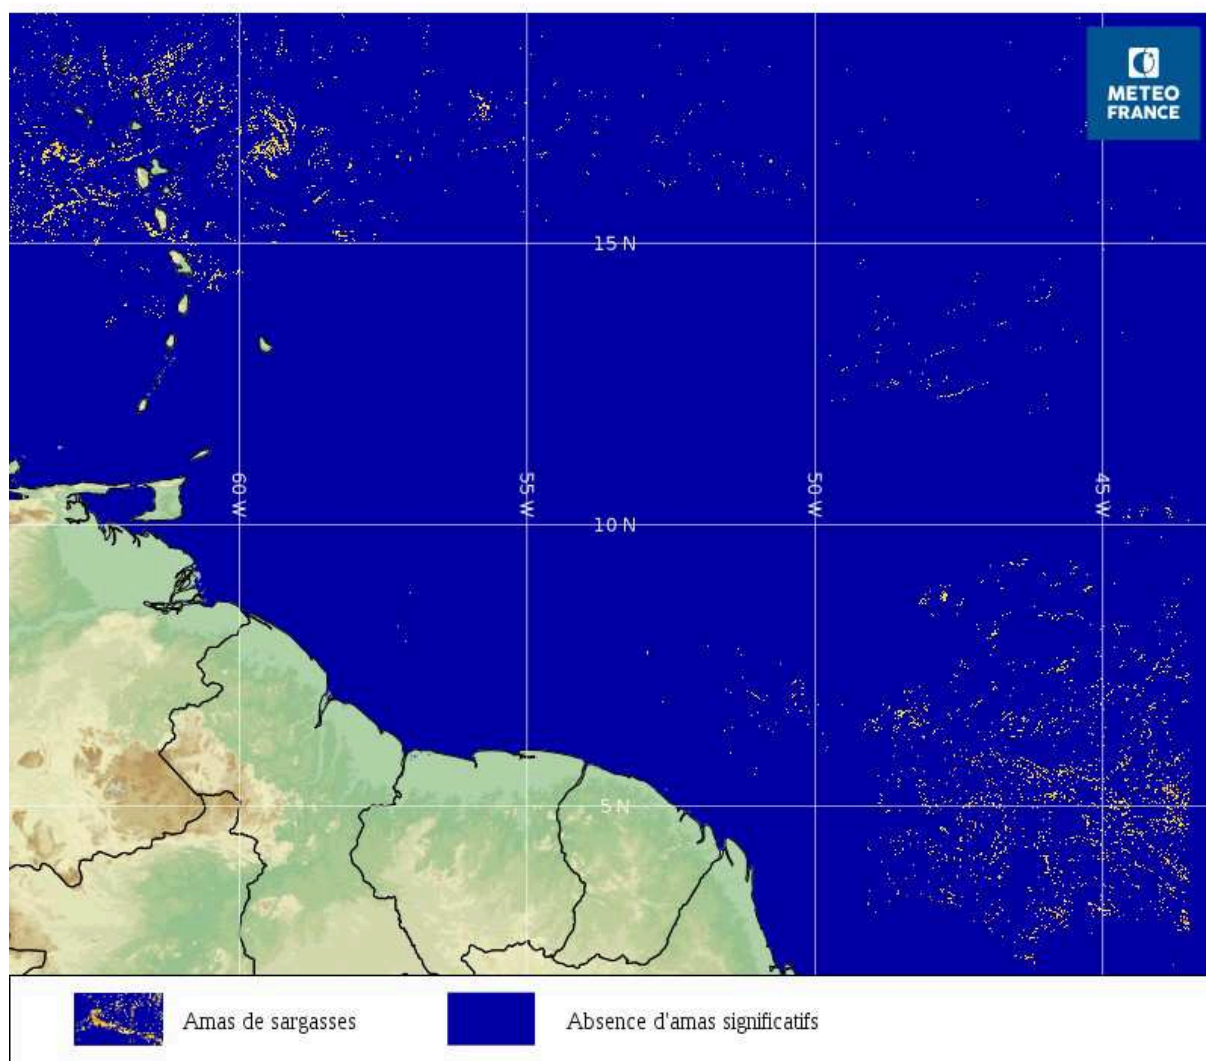 METEO
FRANCE
15 N
60 W
55 W
50 W
45 W
10 N
5 N
Amas de sargasses
Absence d'amas significatifs